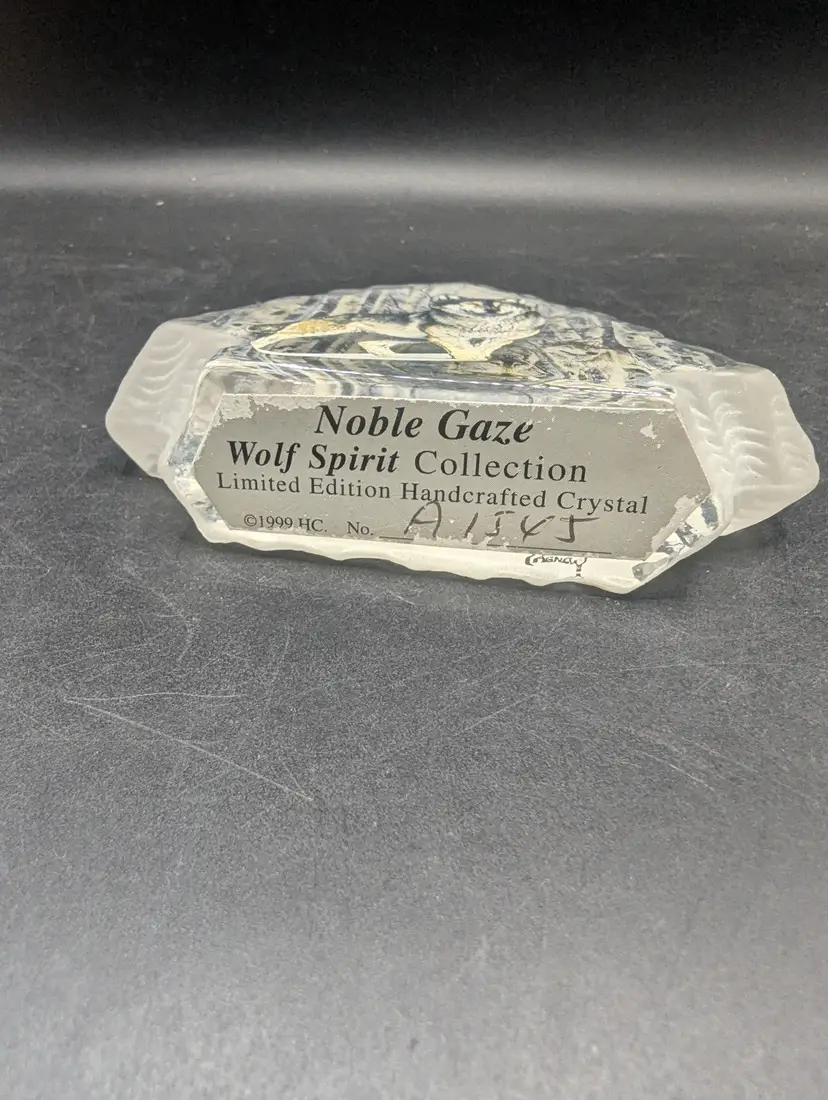 Noble Gaze
Wolf Spirit Collection
Limited Edition Handcrafted Crystal
©1999 HC. No. A1545